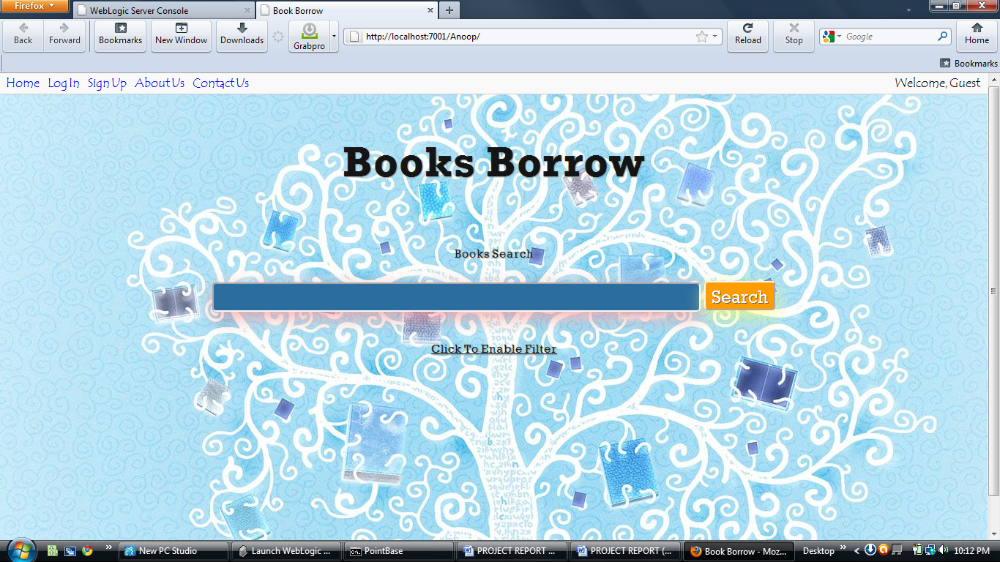 Firefox
WebLogic Server Console
Book Borrow
Back
Forward
Bookmarks
New Window
Downloads
Grabpro
http://localhost:7001/Anoop/
Reload
Stop
Google
Home
Bookmarks
Home Log In Sign Up About Us Contact Us
Welcome, Guest
Books Borrow
Books Search
Search
Click To Enable Filter
New PC Studio
Launch WebLogic ...
PointBase
PROJECT REPORT ...
PROJECT REPORT (...
Book Borrow - Moz...
Desktop
10:12 PM